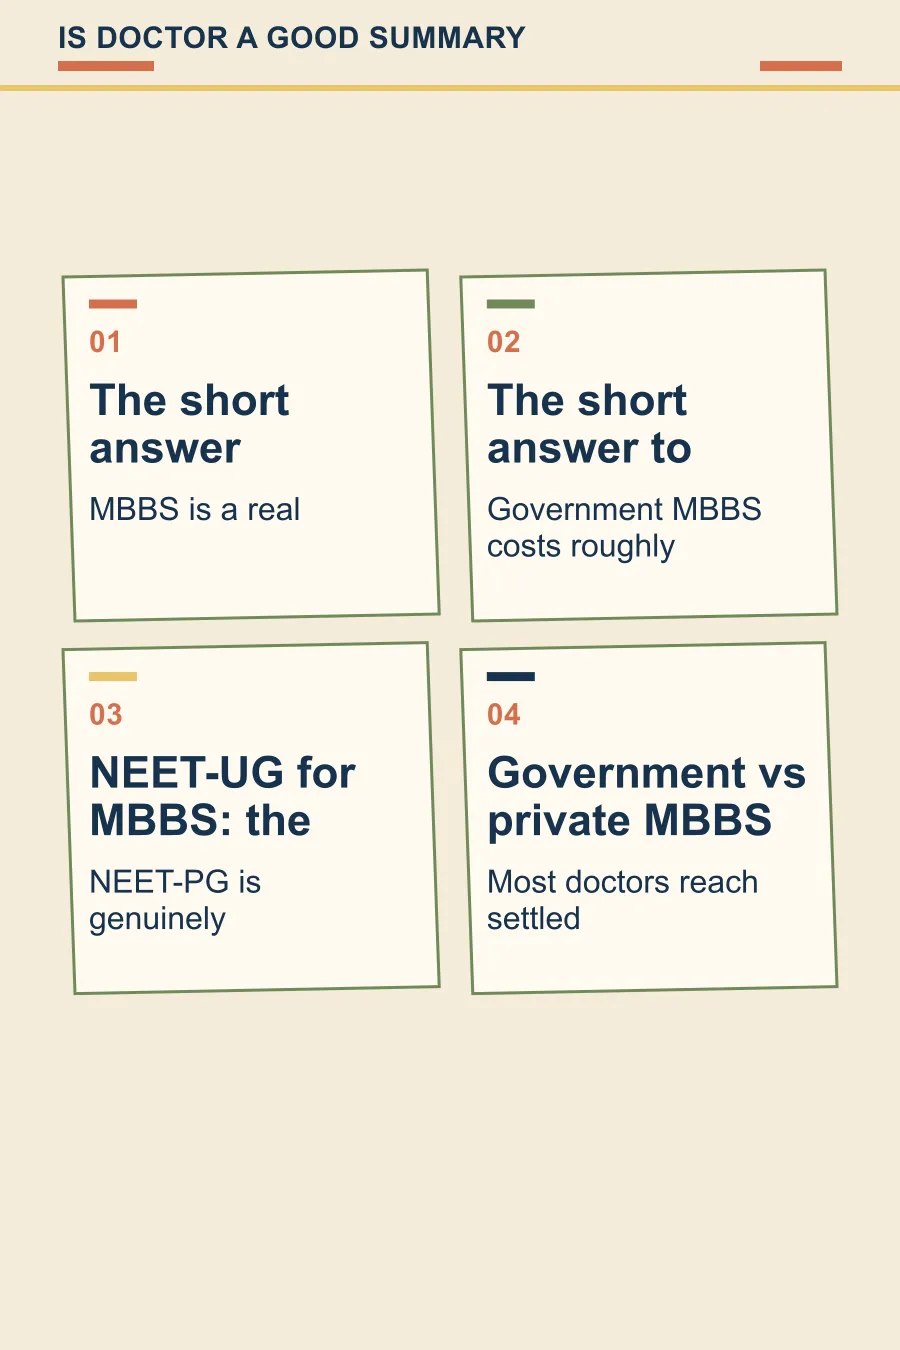 IS DOCTOR A GOOD SUMMARY
01
The short
answer
MBBS is a real
02
The short
answer to
Government MBBS
costs roughly
03
NEET-UG for
MBBS: the
NEET-PG is
genuinely
04
Government vs
private MBBS
Most doctors reach
settled